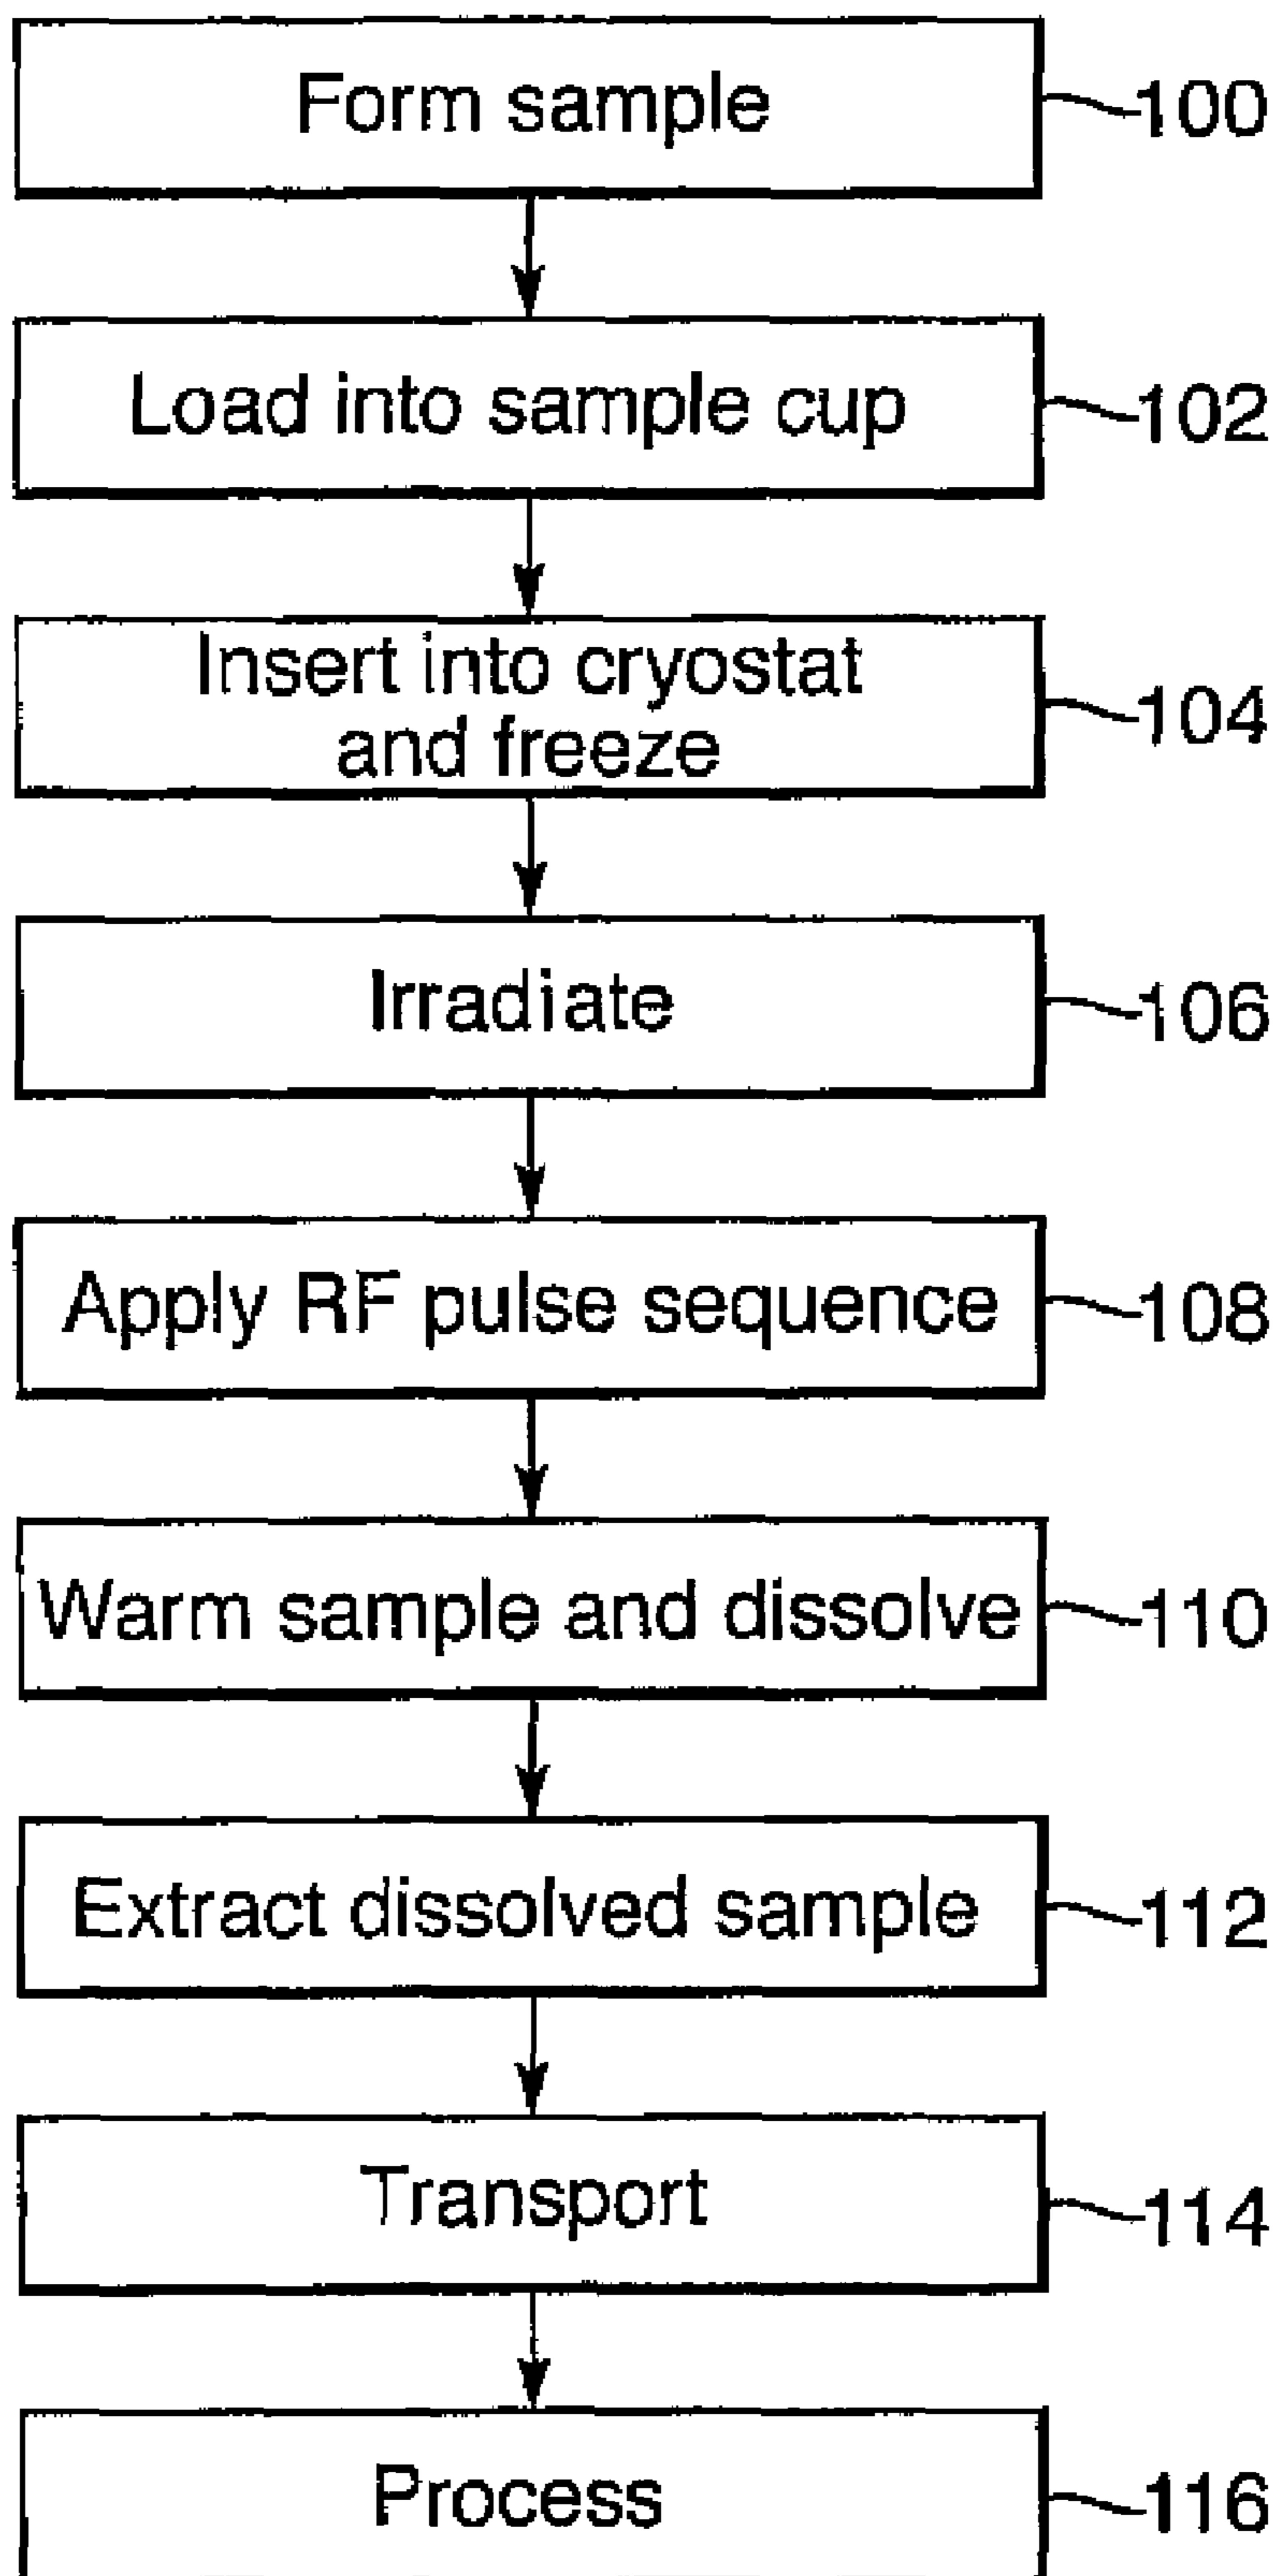 Form sample
100
Load into sample cup
102
Insert into cryostat
and freeze
104
Irradiate
106
Apply RF pulse sequence
108
Warm sample and dissolve
110
Extract dissolved sample
112
Transport
114
Process
116